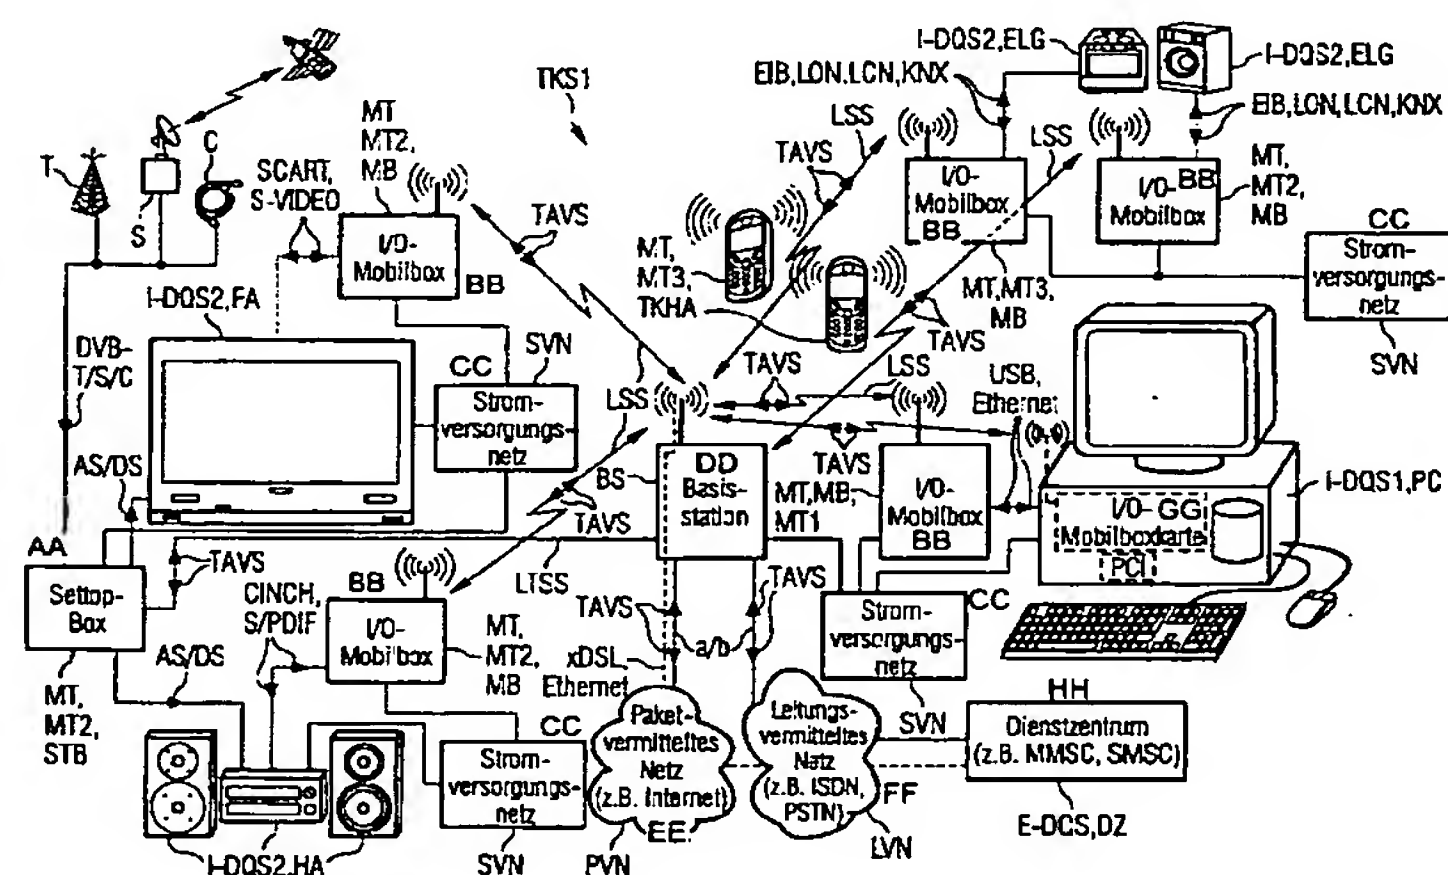 I-DQS2,ELG
I-DQS2,ELG
EIB,LON,LCN,KNX
EIB,LON,LCN,KNX
TKS1
MT
MT2,
MB
LSS
TAVS
LSS
T
C
S
SCART,
S-VIDEO
TAVS
I/O-
Mobilbox
BB
I/O-
Mobilbox
BB
I/O-
Mobilbox
BB
MT,
MT2,
MB
CC
Strom-
versorgungs-
netz
SVN
MT,
MT3,
TKHA
MT,MT3,
MB
TAVS
I-DQS2,FA
DVB-
T/S/C
SVN
CC
Strom-
versorgungs-
netz
LSS
TAVS
LSS
USB,
Ethernet
AS/DS
BS
DD
Basis-
station
TAVS
TAVS
MT,MB,
MT1
I/O-
Mobilbox
BB
I-DQS1,PC
I/O-
GG
Mobilboxkarte
PCI
AA
Settop-
Box
TAVS
LTSS
BB
CINCH,
S/PDIF
I/O-
Mobilbox
MT,
MT2,
MB
TAVS
TAVS
a/b
xDSL,
Ethernet
Strom-
versorgungs-
netz
CC
SVN
AS/DS
MT,
MT2,
STB
CC
Strom-
versorgungs-
netz
SVN
I-DQS2,HA
Paket-
vermitteltes
Netz
(z.B. Internet)
EE
PVN
Leitungs-
vermitteltes
Netz
(z.B. ISDN,
PSTN)
FF
LVN
HH
Dienstzentrum
(z.B. MMSC, SMSC)
E-DQS,DZ